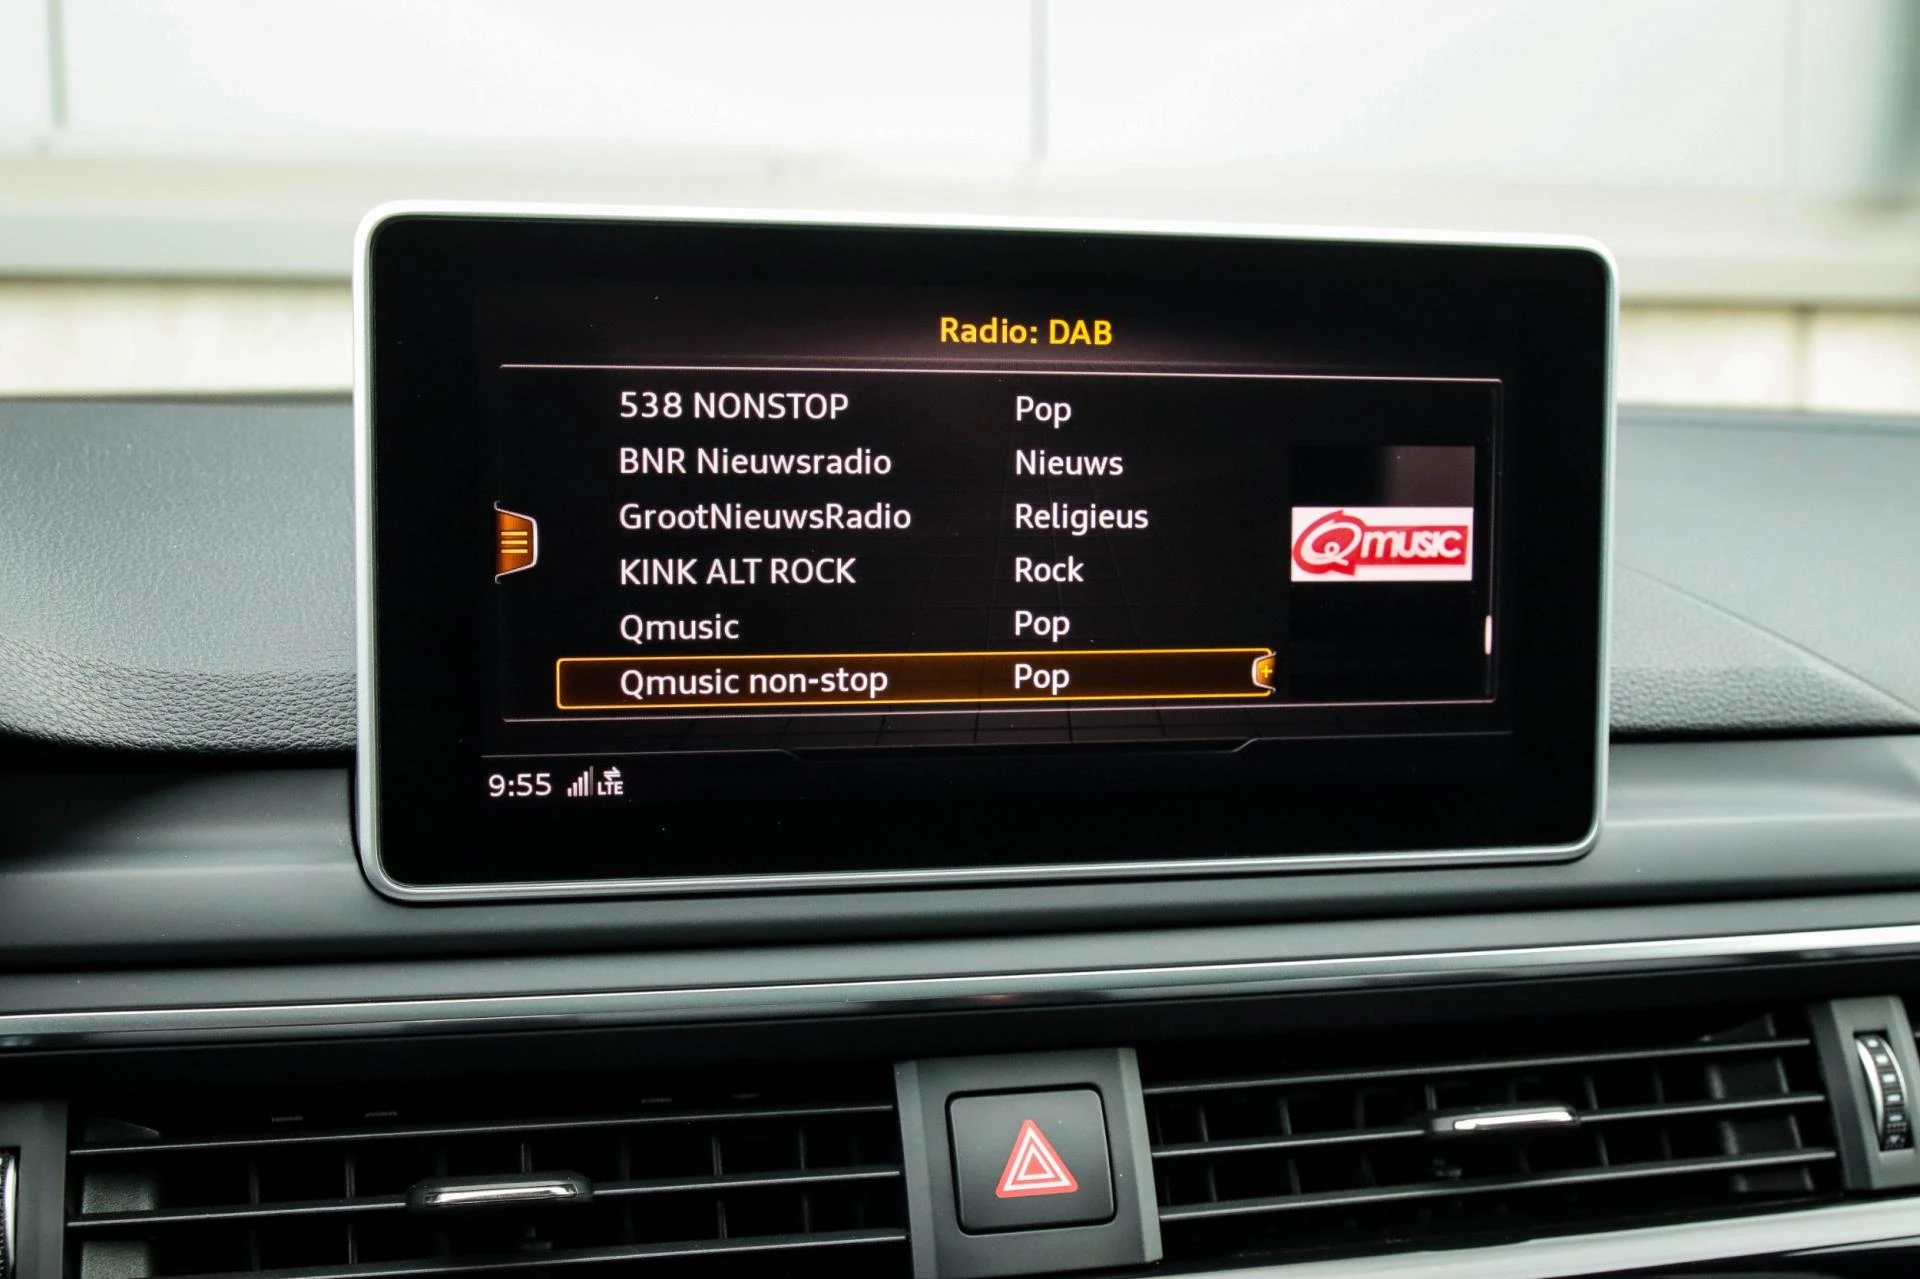 Radio: DAB
538 NONSTOP Pop
BNR Nieuwsradio Nieuws
GrootNieuwsRadio Religieus
KINK ALT ROCK Rock
Qmusic Pop
Qmusic non-stop Pop
Qmusic
9:55 LTE